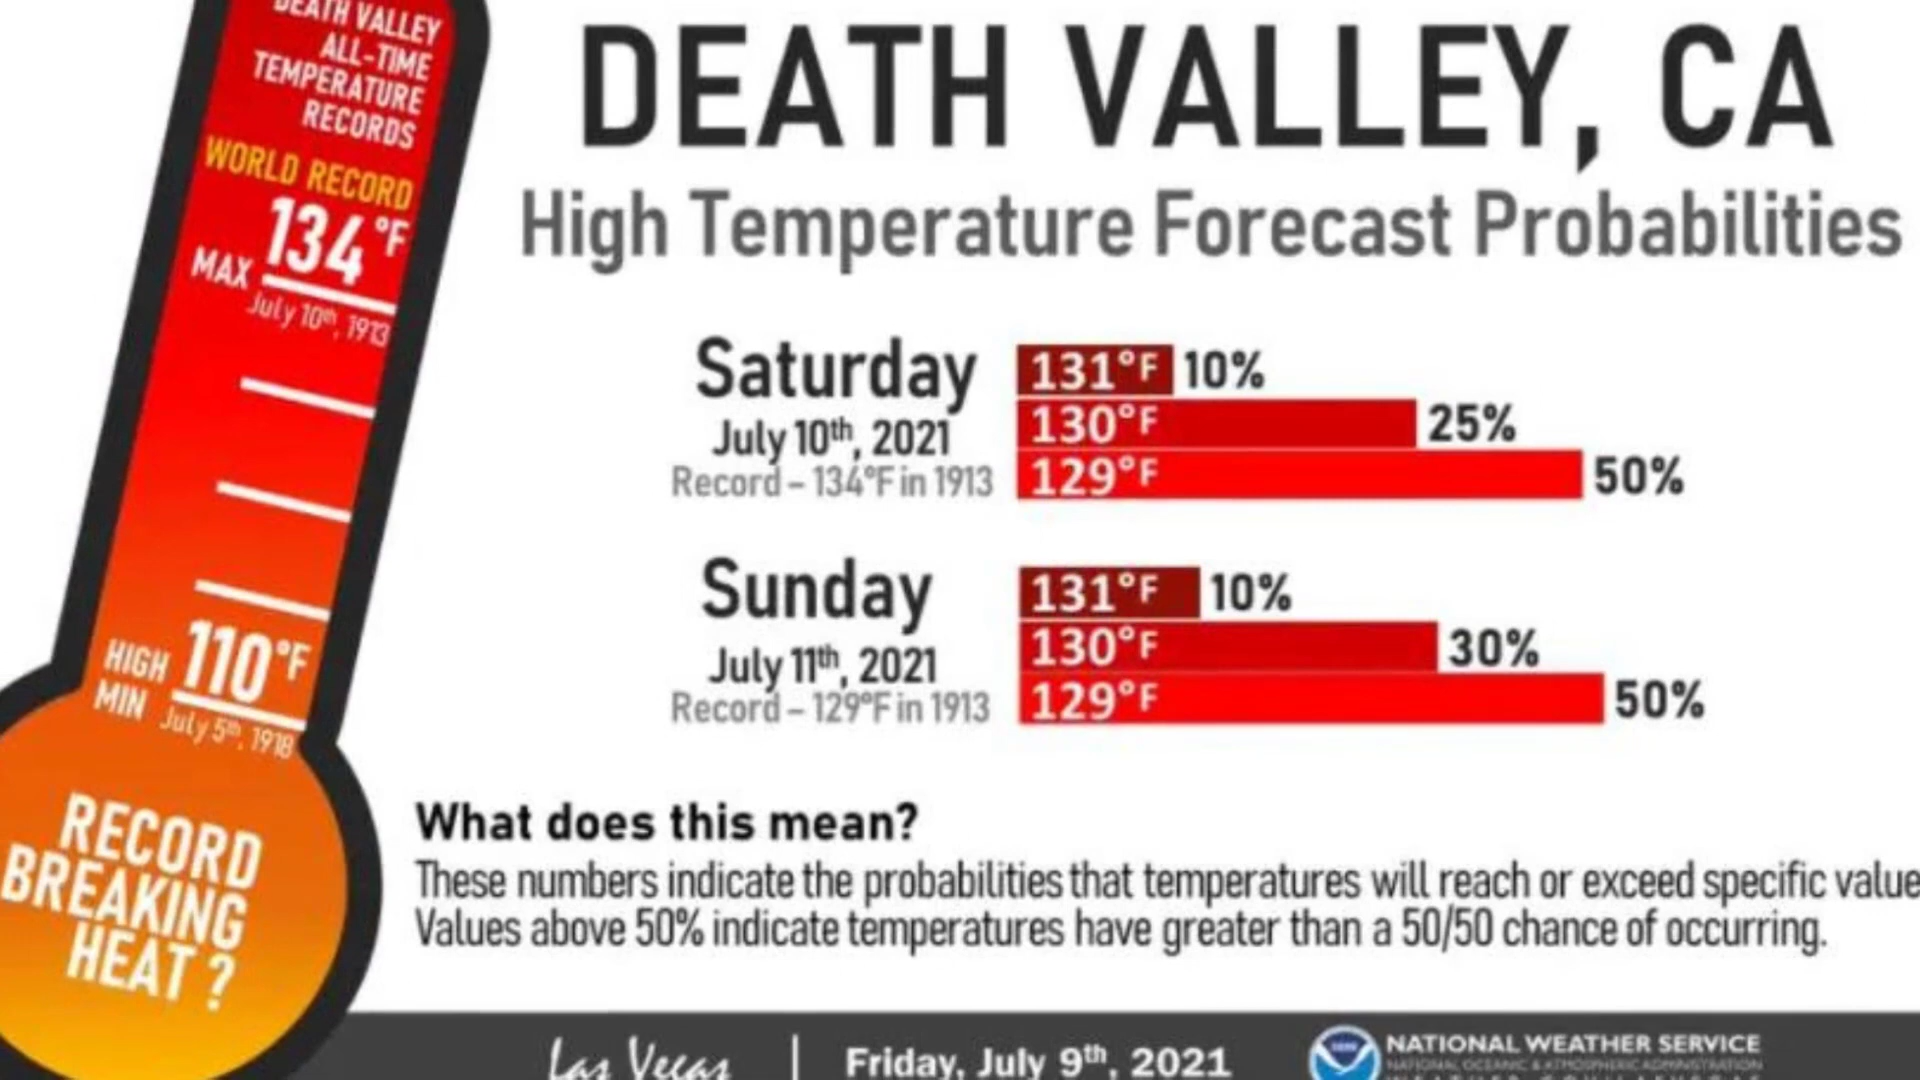 DEATH VALLEY
ALL-TIME
TEMPERATURE
RECORDS
WORLD RECORD
MAX 134°F
July 10th, 1913
HIGH MIN 110°F
July 5th, 1918
RECORD
BREAKING
HEAT ?
DEATH VALLEY, CA
High Temperature Forecast Probabilities
Saturday
July 10th, 2021
Record – 134°F in 1913
131°F 10%
130°F 25%
129°F 50%
Sunday
July 11th, 2021
Record – 129°F in 1913
131°F 10%
130°F 30%
129°F 50%
What does this mean?
These numbers indicate the probabilities that temperatures will reach or exceed specific value
Values above 50% indicate temperatures have greater than a 50/50 chance of occurring.
Las Vegas | Friday, July 9th, 2021
NATIONAL WEATHER SERVICE
NATIONAL OCEANIC & ATMOSPHERIC ADMINISTRATION